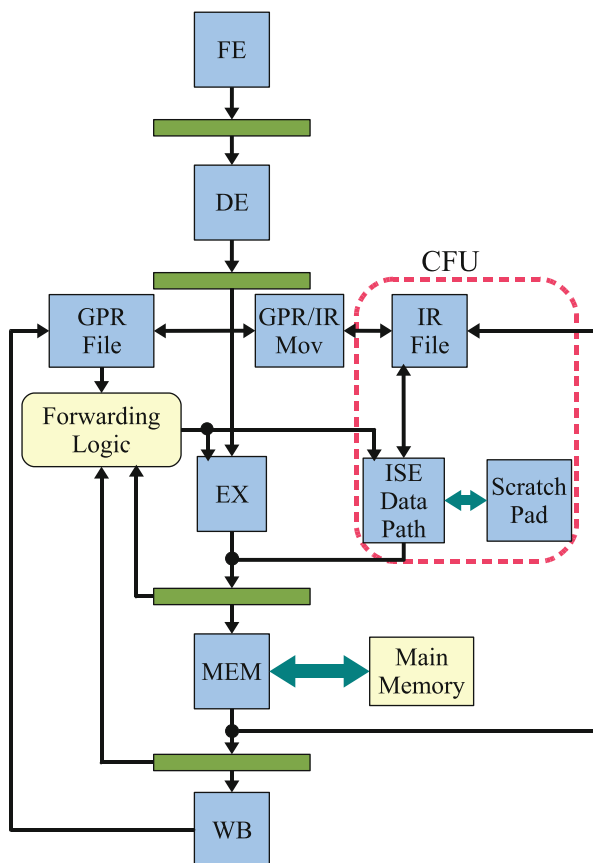 FE
DE
CFU
GPR
File
GPR/IR
Mov
IR
File
Forwarding
Logic
EX
ISE
Data
Path
Scratch
Pad
MEM
Main
Memory
WB